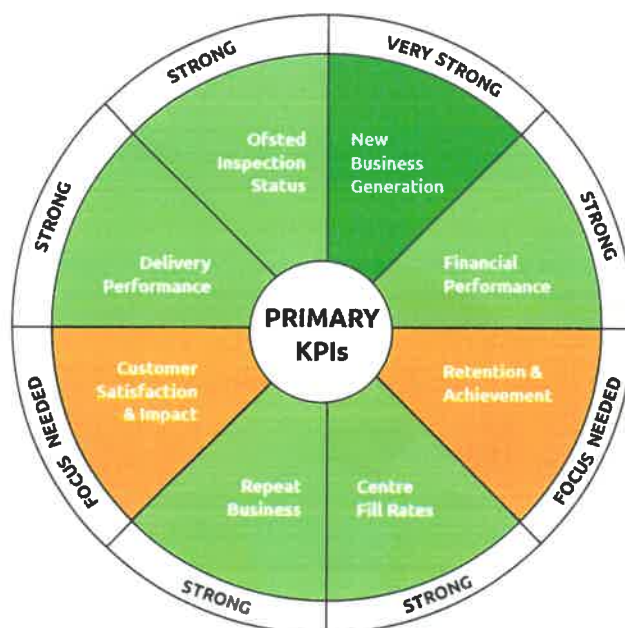 VERY STRONG
New
Business
Generation
STRONG
Financial
Performance
FOCUS NEEDED
Retention &
Achievement
STRONG
Centre
Fill Rates
STRONG
Repeat
Business
FOCUS NEEDED
Customer
Satisfaction
& Impact
STRONG
Delivery
Performance
STRONG
Ofsted
Inspection
Status
PRIMARY
KPIs